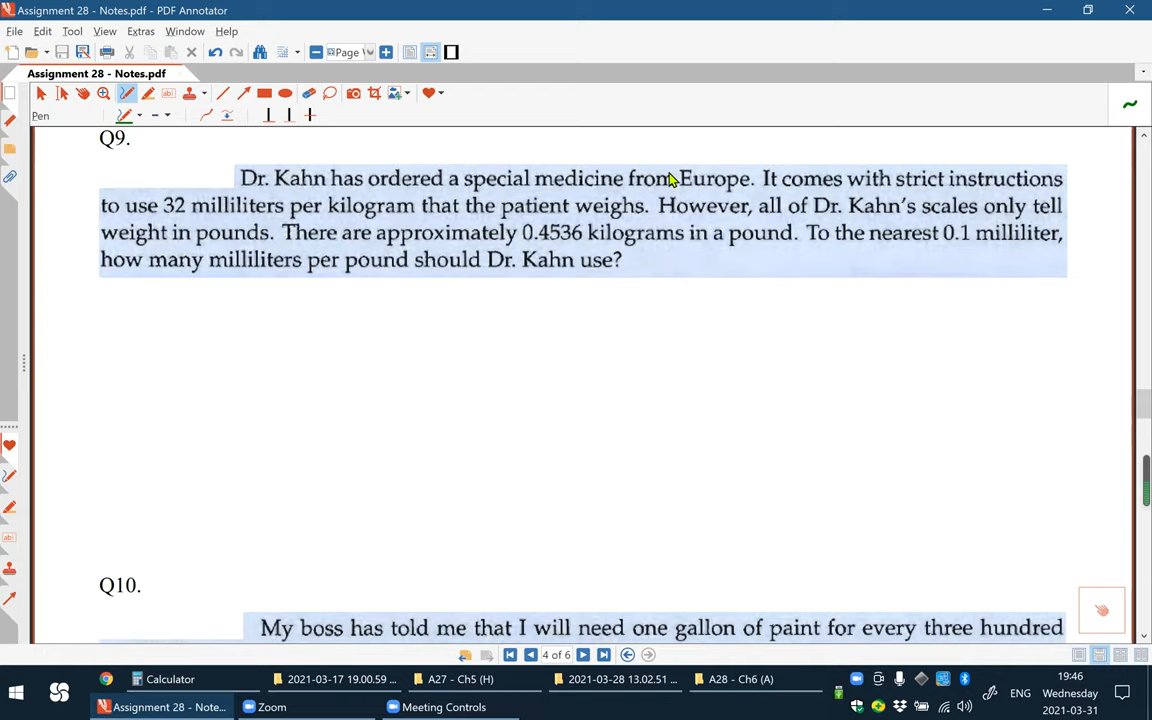 Assignment 28 - Notes.pdf - PDF Annotator
File Edit Tool View Extras Window Help
Page W
Assignment 28 - Notes.pdf
Pen
Q9.
Dr. Kahn has ordered a special medicine from Europe. It comes with strict instructions
to use 32 milliliters per kilogram that the patient weighs. However, all of Dr. Kahn's scales only tell
weight in pounds. There are approximately 0.4536 kilograms in a pound. To the nearest 0.1 milliliter,
how many milliliters per pound should Dr. Kahn use?
Q10.
My boss has told me that I will need one gallon of paint for every three hundred
4 of 6
Calculator 2021-03-17 19.00.59 ... A27 - Ch5 (H) 2021-03-28 13.02.51 ... A28 - Ch6 (A)
Assignment 28 - Note... Zoom Meeting Controls
ENG
19:46
Wednesday
2021-03-31